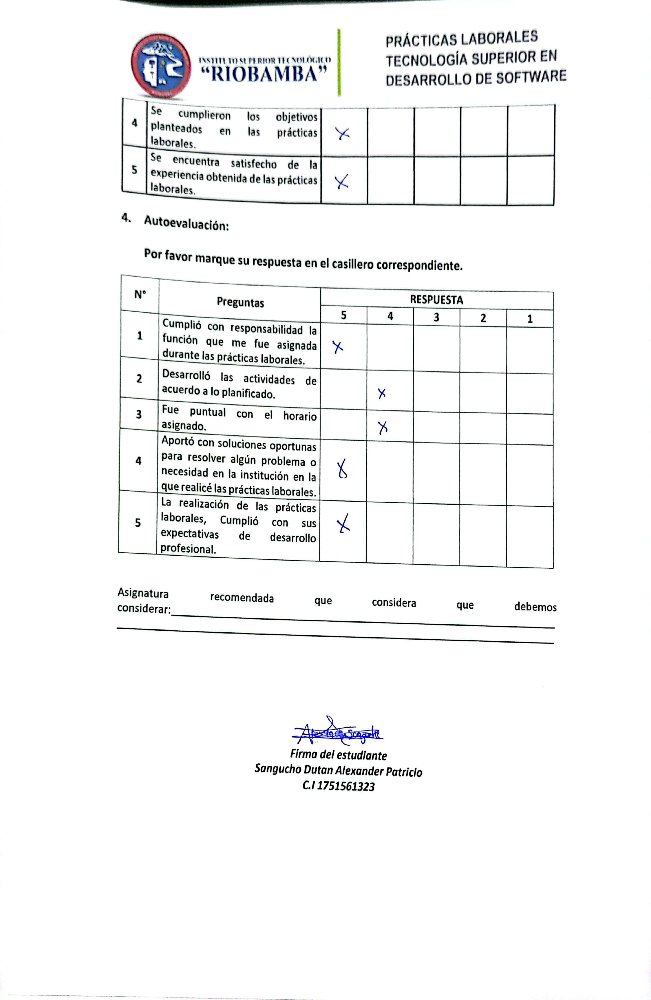 INSTITUTO SUPERIOR TECNOLÓGICO
“RIOBAMBA”
PRÁCTICAS LABORALES
TECNOLOGÍA SUPERIOR EN
DESARROLLO DE SOFTWARE
4 Se cumplieron los objetivos
planteados en las prácticas
laborales. X
5 Se encuentra satisfecho de la
experiencia obtenida de las prácticas
laborales. X
4. Autoevaluación:
Por favor marque su respuesta en el casillero correspondiente.
N° Preguntas RESPUESTA
5 4 3 2 1
1 Cumplió con responsabilidad la
función que me fue asignada
durante las prácticas laborales. X
2 Desarrolló las actividades de
acuerdo a lo planificado. X
3 Fue puntual con el horario
asignado. X
4 Aportó con soluciones oportunas
para resolver algún problema o
necesidad en la institución en la
que realicé las prácticas laborales. X
5 La realización de las prácticas
laborales, Cumplió con sus
expectativas de desarrollo
profesional. X
Asignatura recomendada que considera que debemos
considerar:
Firma del estudiante
Sangucho Dutan Alexander Patricio
C.I 1751561323